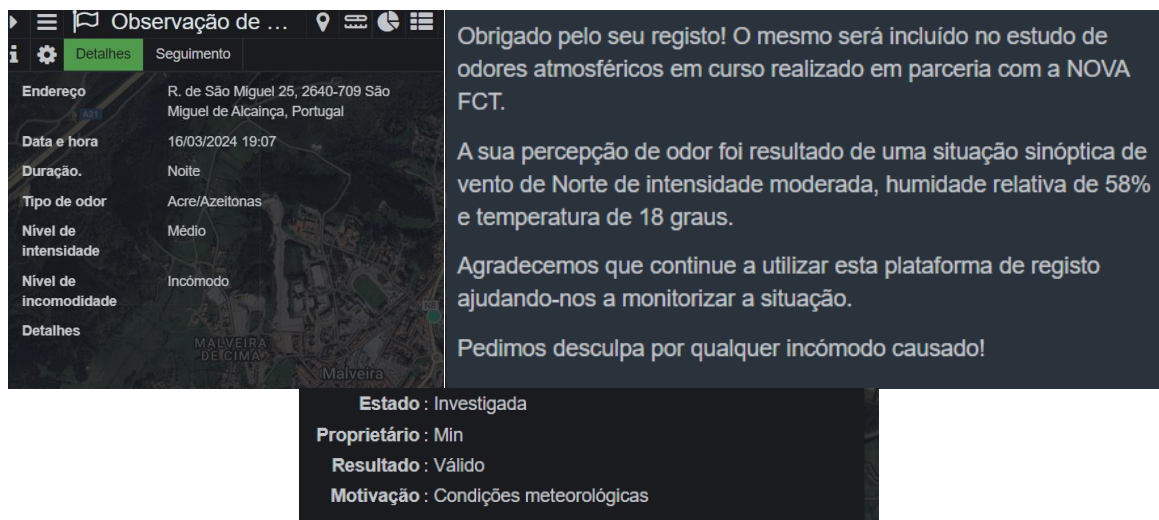 Observação de ...
Detalhes Seguimento
Endereço R. de São Miguel 25, 2640-709 São
Miguel de Alcainça, Portugal
Data e hora 16/03/2024 19:07
Duração. Noite
Tipo de odor Acre/Azeitonas
Nível de Médio
intensidade
Nível de Incómodo
incomodidade
Detalhes
A21
N8
MALVEIRA
DE CIMA
Malveira
Obrigado pelo seu registo! O mesmo será incluído no estudo de
odores atmosféricos em curso realizado em parceria com a NOVA
FCT.
A sua percepção de odor foi resultado de uma situação sinóptica de
vento de Norte de intensidade moderada, humidade relativa de 58%
e temperatura de 18 graus.
Agradecemos que continue a utilizar esta plataforma de registo
ajudando-nos a monitorizar a situação.
Pedimos desculpa por qualquer incómodo causado!
Estado : Investigada
Proprietário : Min
Resultado : Válido
Motivação : Condições meteorológicas